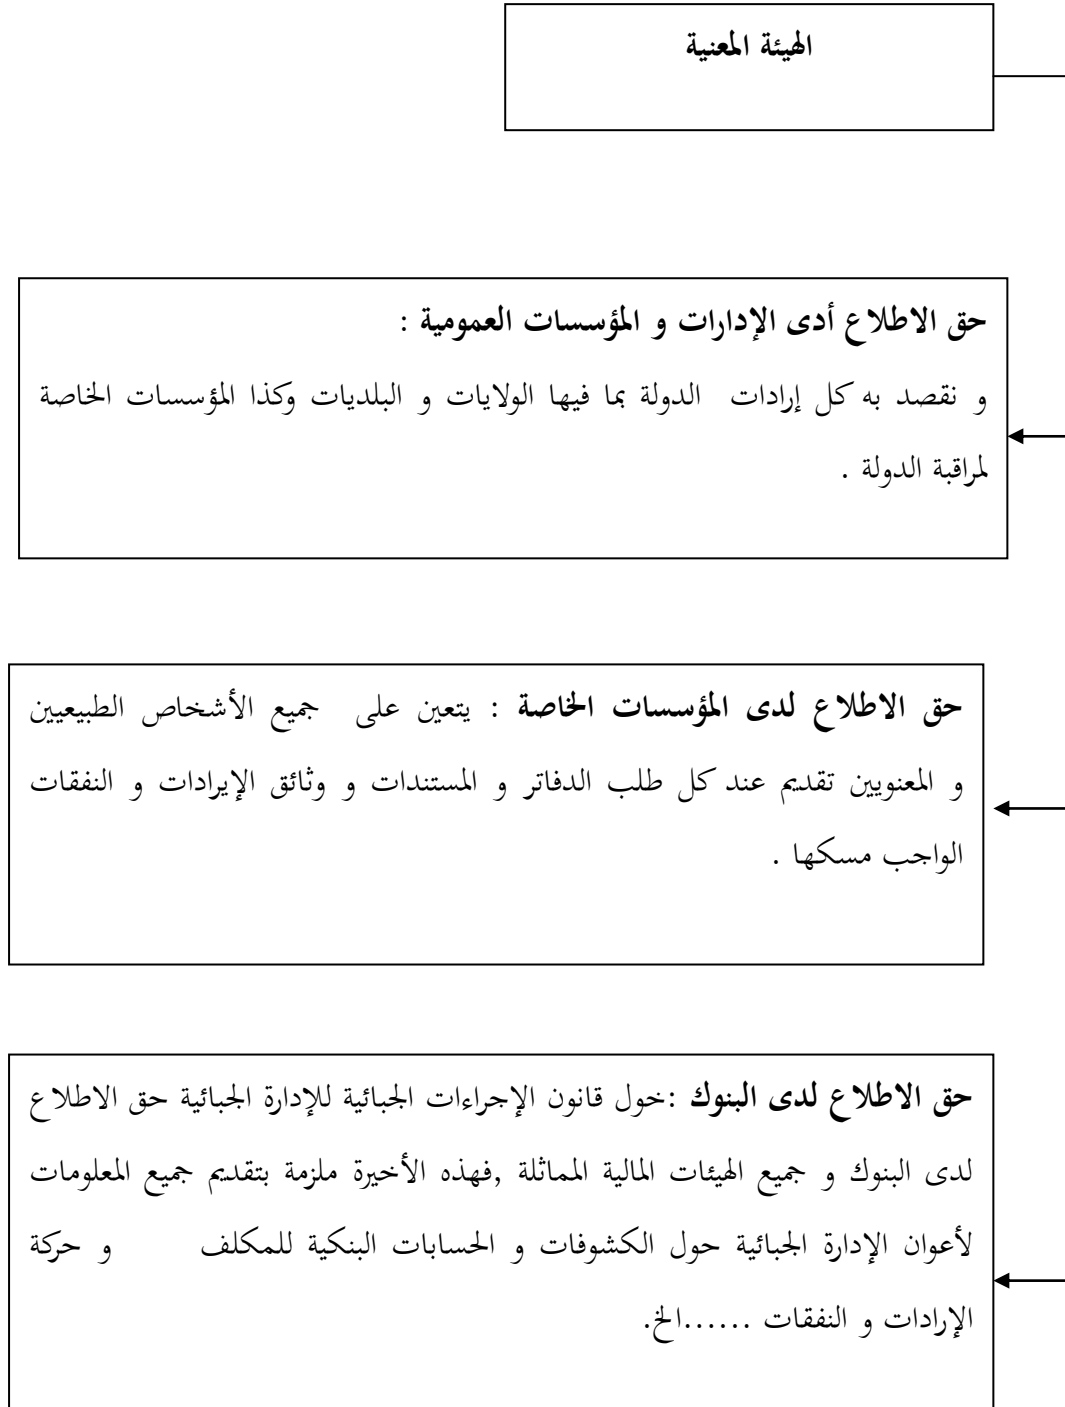 الهيئة المعنية
حق الاطلاع أدى الإدارات و المؤسسات العمومية :
و نقصد به كل إرادات الدولة بما فيها الولايات و البلديات وكذا المؤسسات الخاصة
لمراقبة الدولة .
حق الاطلاع لدى المؤسسات الخاصة : يتعين على جميع الأشخاص الطبيعيين
و المعنويين تقديم عند كل طلب الدفاتر و المستندات و وثائق الإيرادات و النفقات
الواجب مسكها .
حق الاطلاع لدى البنوك :خول قانون الإجراءات الجبائية للإدارة الجبائية حق الاطلاع
لدى البنوك و جميع الهيئات المالية المماثلة ,فهذه الأخيرة ملزمة بتقديم جميع المعلومات
لأعوان الإدارة الجبائية حول الكشوفات و الحسابات البنكية للمكلف و حركة
الإرادات و النفقات ......الخ.